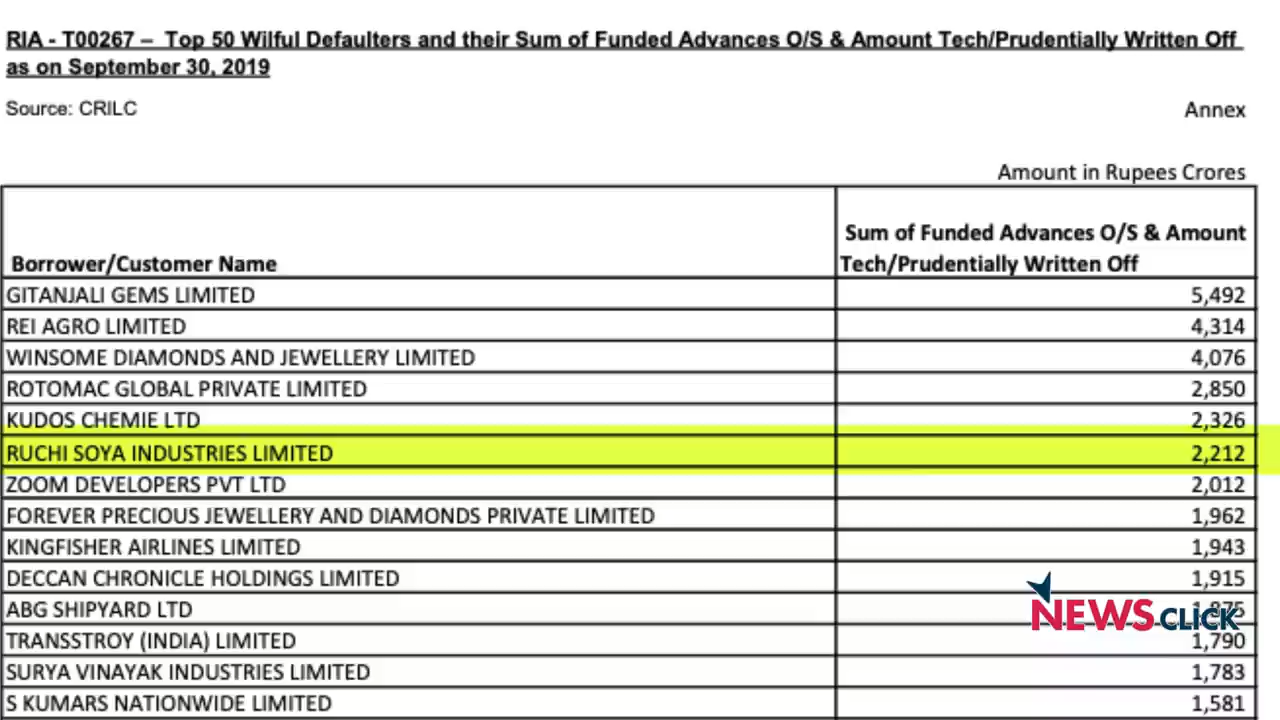 RIA - T00267 – Top 50 Wilful Defaulters and their Sum of Funded Advances O/S & Amount Tech/Prudentially Written Off
as on September 30, 2019
Source: CRILC
Annex
Amount in Rupees Crores
Borrower/Customer Name Sum of Funded Advances O/S & Amount
Tech/Prudentially Written Off
GITANJALI GEMS LIMITED 5,492
REI AGRO LIMITED 4,314
WINSOME DIAMONDS AND JEWELLERY LIMITED 4,076
ROTOMAC GLOBAL PRIVATE LIMITED 2,850
KUDOS CHEMIE LTD 2,326
RUCHI SOYA INDUSTRIES LIMITED 2,212
ZOOM DEVELOPERS PVT LTD 2,012
FOREVER PRECIOUS JEWELLERY AND DIAMONDS PRIVATE LIMITED 1,962
KINGFISHER AIRLINES LIMITED 1,943
DECCAN CHRONICLE HOLDINGS LIMITED 1,915
ABG SHIPYARD LTD
NEWSCLICK
TRANSSTROY (INDIA) LIMITED 1,790
SURYA VINAYAK INDUSTRIES LIMITED 1,783
S KUMARS NATIONWIDE LIMITED 1,581